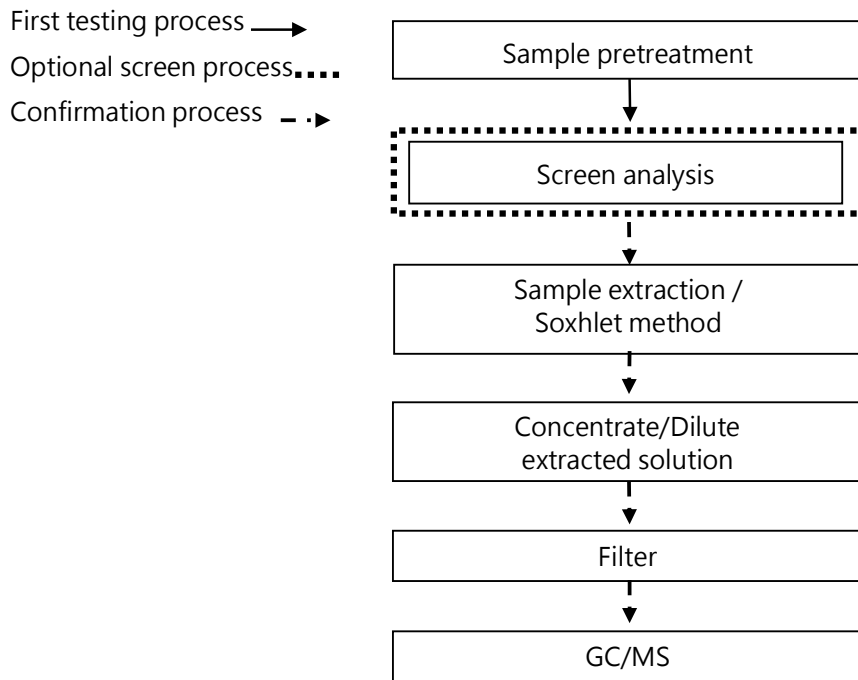 First testing process
Optional screen process
Confirmation process
Sample pretreatment
Screen analysis
Sample extraction /
Soxhlet method
Concentrate/Dilute
extracted solution
Filter
GC/MS